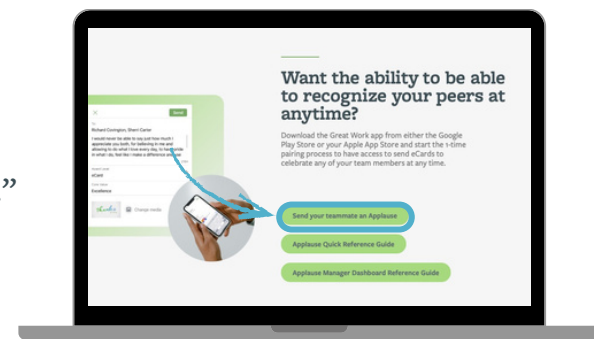 ”
Want the ability to be able
to recognize your peers at
anytime?
Download the Great Work app from either the Google
Play Store or your Apple App Store and start the 1-time
pairing process to have access to send eCards to
celebrate any of your team members at any time.
Send your teammate an Applause
Applause Quick Reference Guide
Applause Manager Dashboard Reference Guide
Send
Richard Covington, Sherri Carter
I would never be able to say just how much I
appreciate you both, for believing in me and
allowing to do what I love every day, to
in what I do, feel like I make a difference and
eCard
Excellence
Change media